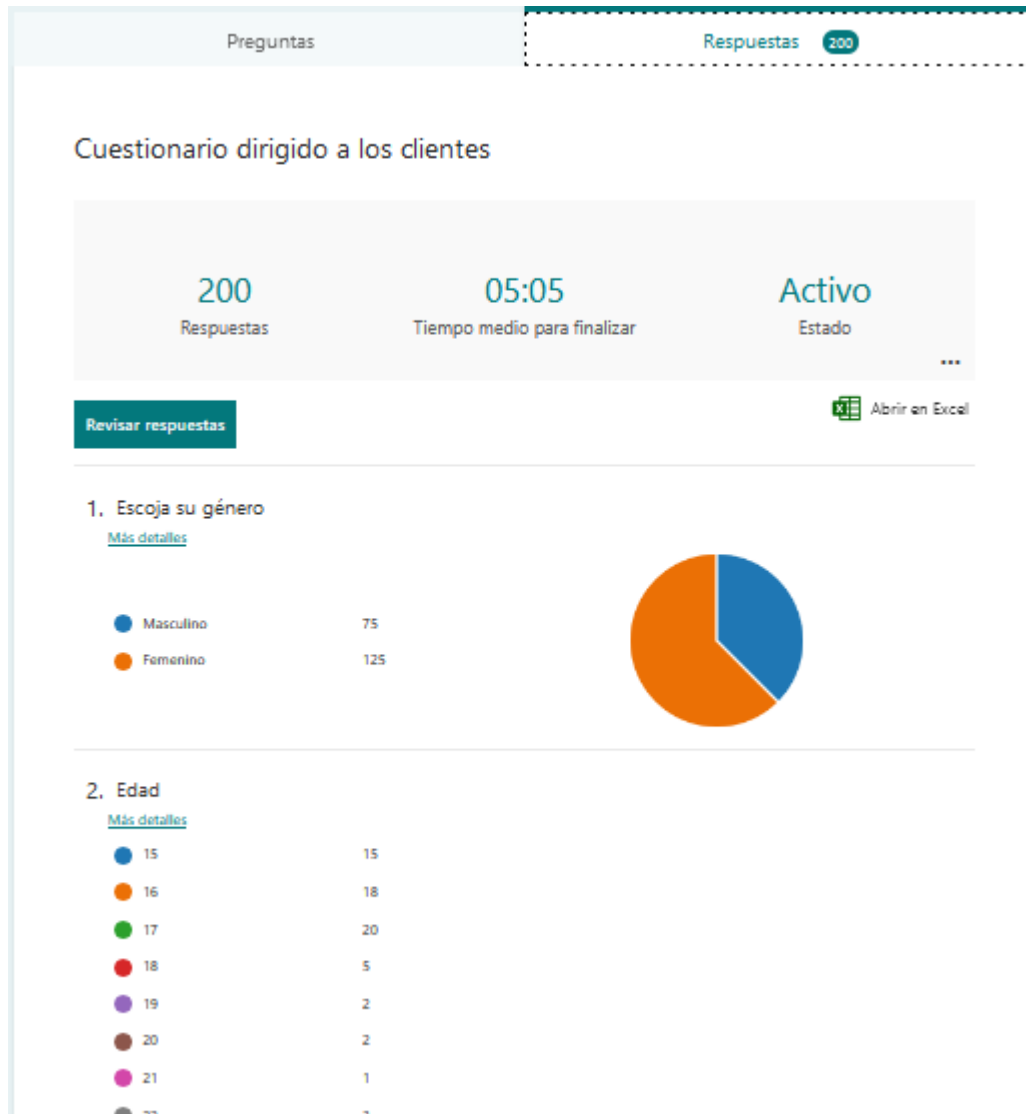 Preguntas
Respuestas 200
Cuestionario dirigido a los clientes
200 05:05 Activo
Respuestas Tiempo medio para finalizar Estado
...
Abrir en Excel
Revisar respuestas
1. Escoja su género
Más detalles
Masculino 75
Femenino 125
2. Edad
Más detalles
15 15
16 18
17 20
18 5
19 2
20 2
21 1